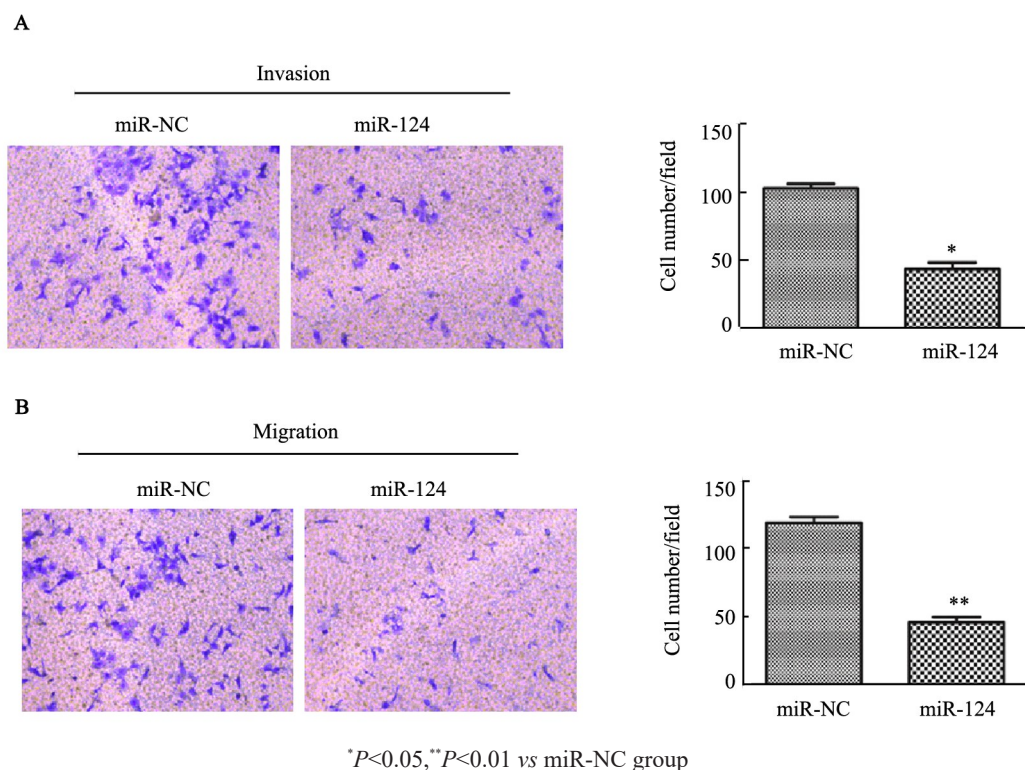 A
Invasion
miR-NC miR-124
Cell number/field
150
100
50
0
*
miR-NC miR-124
B
Migration
miR-NC miR-124
Cell number/field
150
100
50
0
**
miR-NC miR-124
*P<0.05,**P<0.01 vs miR-NC group